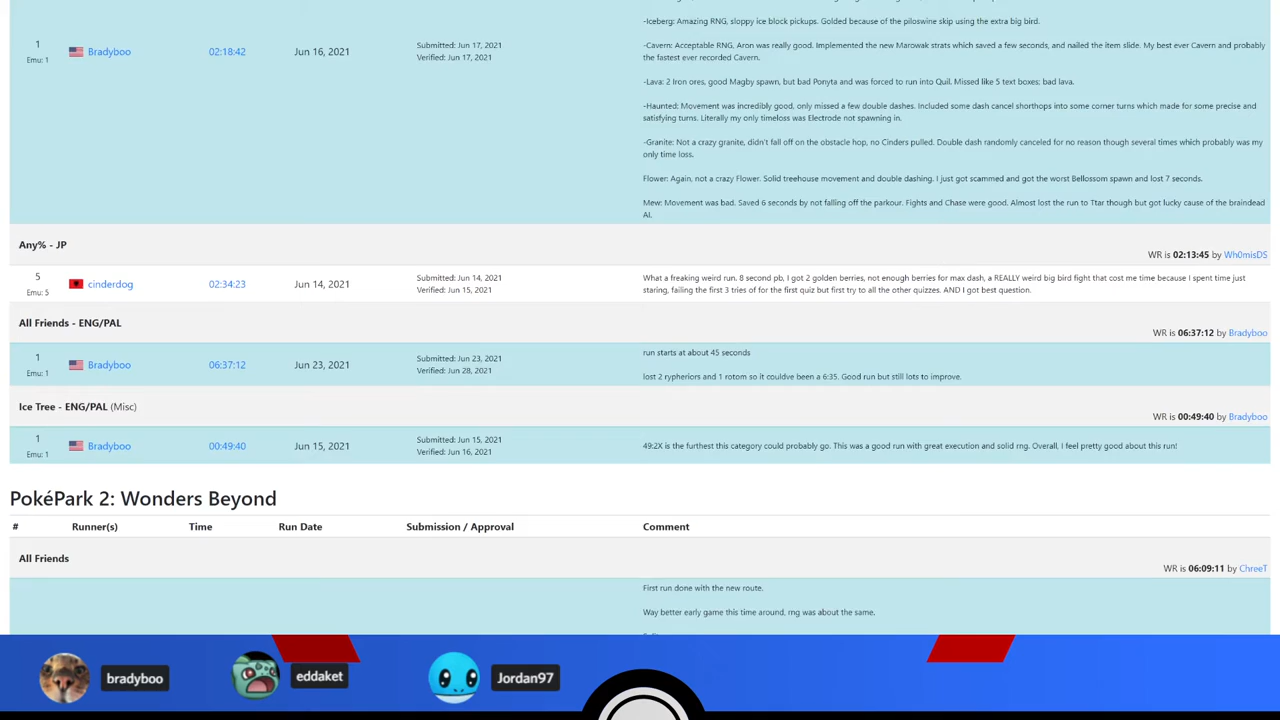 -Iceberg: Amazing RNG, sloppy ice block pickups. Golded because of the piloswine skip using the extra big bird.
1
Emu: 1
Bradyboo
02:18:42
Jun 16, 2021
Submitted: Jun 17, 2021
Verified: Jun 17, 2021
-Cavern: Acceptable RNG, Aron was really good. Implemented the new Marowak strats which saved a few seconds, and nailed the item slide. My best ever Cavern and probably
the fastest ever recorded Cavern.
-Lava: 2 Iron ores, good Magby spawn, but bad Ponyta and was forced to run into Quil. Missed like 5 text boxes; bad lava.
-Haunted: Movement was incredibly good, only missed a few double dashes. Included some dash cancel shorthops into some corner turns which made for some precise and
satisfying turns. Literally my only timeloss was Electrode not spawning in.
-Granite: Not a crazy granite, didn't fall off on the obstacle hop, no Cinders pulled. Double dash randomly canceled for no reason though several times which probably was my
only time loss.
Flower: Again, not a crazy Flower. Solid treehouse movement and double dashing. I just got scammed and got the worst Bellossom spawn and lost 7 seconds.
Mew: Movement was bad. Saved 6 seconds by not falling off the parkour. Fights and Chase were good. Almost lost the run to Ttar though but got lucky cause of the braindead
AI.
Any% - JP
WR is 02:13:45 by Wh0misDS
5
Emu: 5
cinderdog
02:34:23
Jun 14, 2021
Submitted: Jun 14, 2021
Verified: Jun 15, 2021
What a freaking weird run. 8 second pb, I got 2 golden berries, not enough berries for max dash, a REALLY weird big bird fight that cost me time because I spent time just
staring, failing the first 3 tries of for the first quiz but first try to all the other quizzes. AND I got best question.
All Friends - ENG/PAL
WR is 06:37:12 by Bradyboo
1
Emu: 1
Bradyboo
06:37:12
Jun 23, 2021
Submitted: Jun 23, 2021
Verified: Jun 28, 2021
run starts at about 45 seconds
lost 2 rypheriors and 1 rotom so it couldve been a 6:35. Good run but still lots to improve.
Ice Tree - ENG/PAL (Misc)
WR is 00:49:40 by Bradyboo
1
Emu: 1
Bradyboo
00:49:40
Jun 15, 2021
Submitted: Jun 15, 2021
Verified: Jun 16, 2021
49:2X is the furthest this category could probably go. This was a good run with great execution and solid rng. Overall, I feel pretty good about this run!
PokéPark 2: Wonders Beyond
# Runner(s) Time Run Date Submission / Approval Comment
All Friends
WR is 06:09:11 by ChreeT
First run done with the new route.
Way better early game this time around, rng was about the same.
bradyboo
eddaket
Jordan97